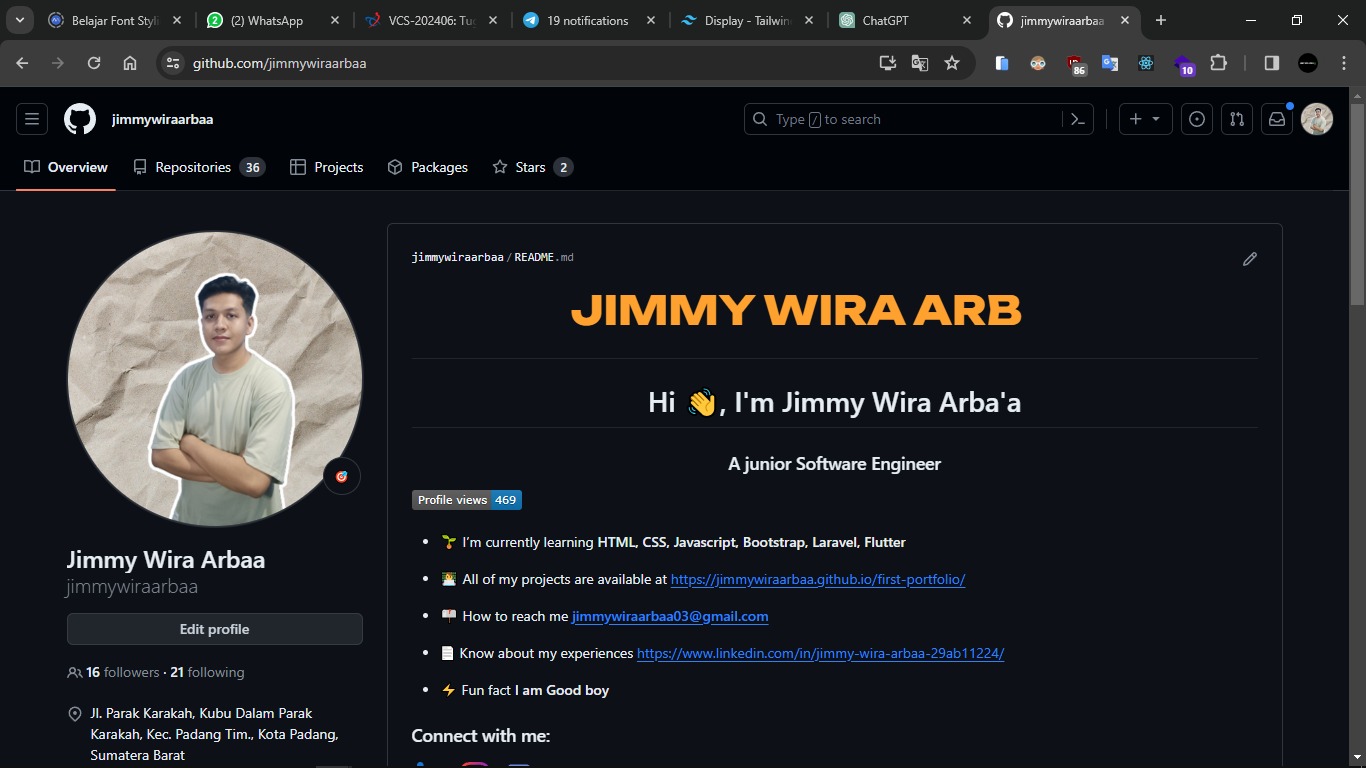 Belajar Font Styli
(2) WhatsApp
VCS-202406: Tu
19 notifications
Display - Tailwin
ChatGPT
jimmywiraarbaa
github.com/jimmywiraarbaa
86
10
jimmywiraarbaa
Type / to search
Overview
Repositories 36
Projects
Packages
Stars 2
jimmywiraarbaa/README.md
JIMMY WIRA ARB
Hi 👋, I'm Jimmy Wira Arba'a
A junior Software Engineer
Profile views 469
🌱 I’m currently learning HTML, CSS, Javascript, Bootstrap, Laravel, Flutter
👨‍💻 All of my projects are available at https://jimmywiraarbaa.github.io/first-portfolio/
📫 How to reach me jimmywiraarbaa03@gmail.com
📄 Know about my experiences https://www.linkedin.com/in/jimmy-wira-arbaa-29ab11224/
⚡ Fun fact I am Good boy
Connect with me:
Jimmy Wira Arbaa
jimmywiraarbaa
Edit profile
16 followers · 21 following
Jl. Parak Karakah, Kubu Dalam Parak
Karakah, Kec. Padang Tim., Kota Padang,
Sumatera Barat